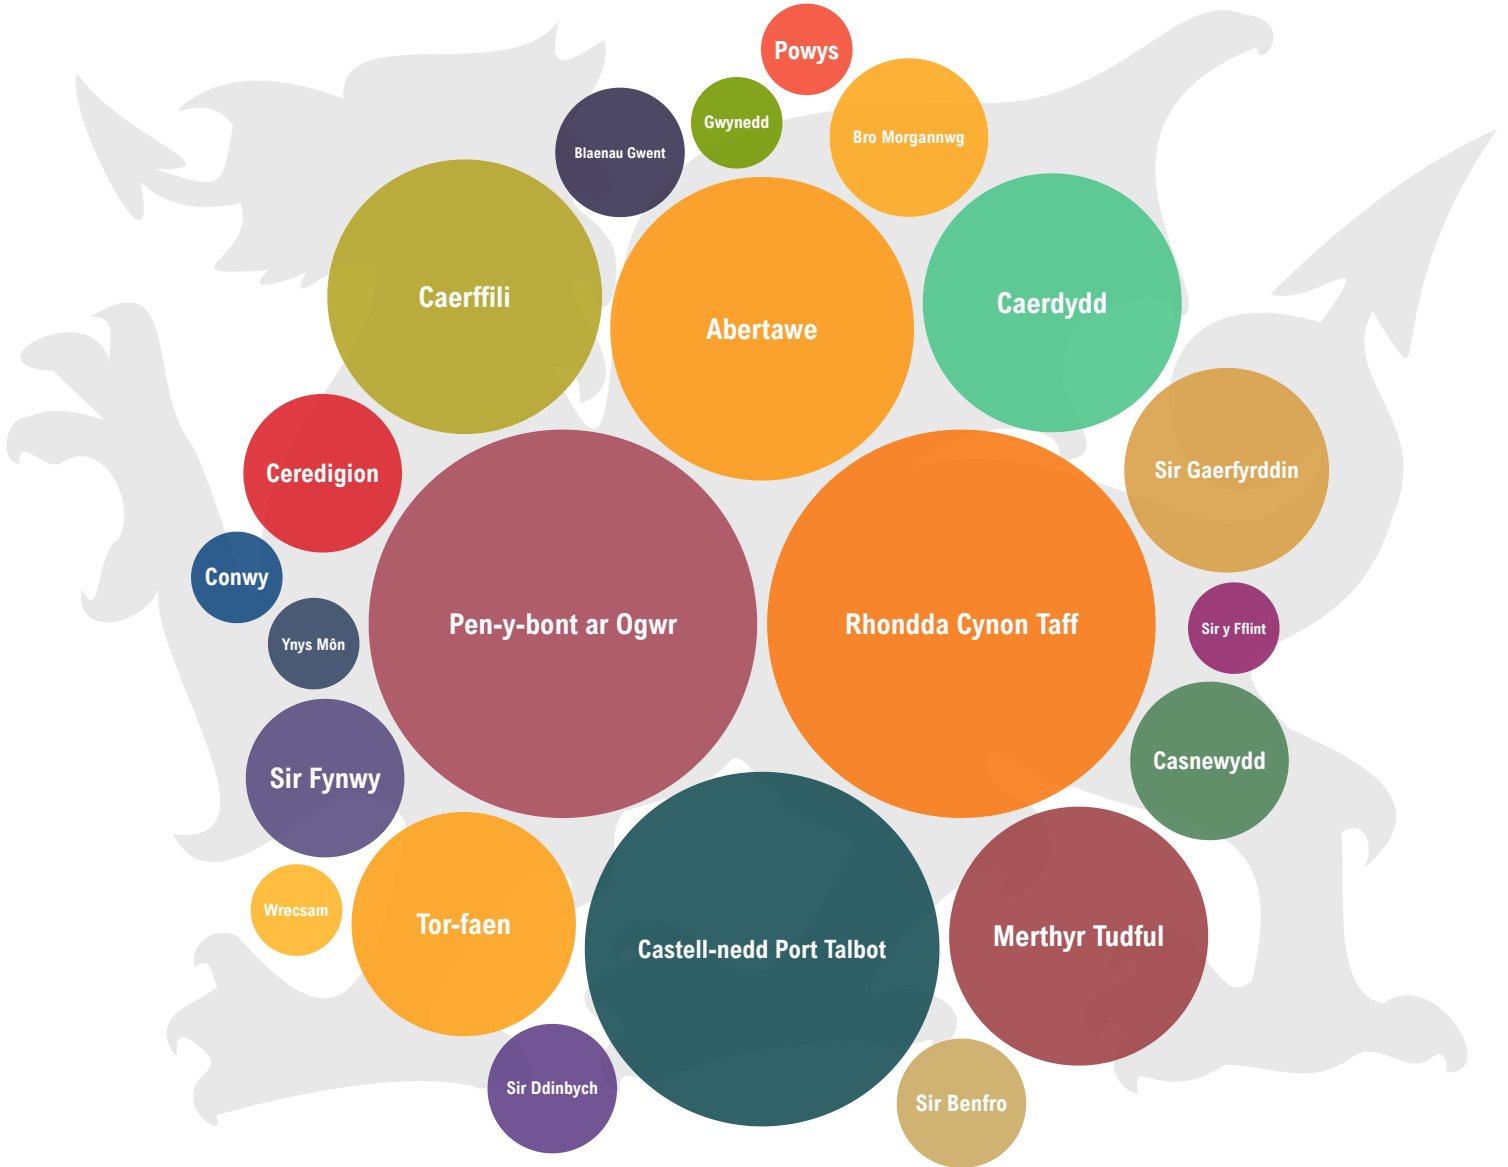 Powys
Gwynedd
Bro Morgannwg
Blaenau Gwent
Caerffili
Abertawe
Caerdydd
Ceredigion
Sir Gaerfyrddin
Conwy
Ynys Môn
Pen-y-bont ar Ogwr
Rhondda Cynon Taff
Sir y Fflint
Sir Fynwy
Casnewydd
Wrecsam
Tor-faen
Castell-nedd Port Talbot
Merthyr Tudful
Sir Ddinbych
Sir Benfro